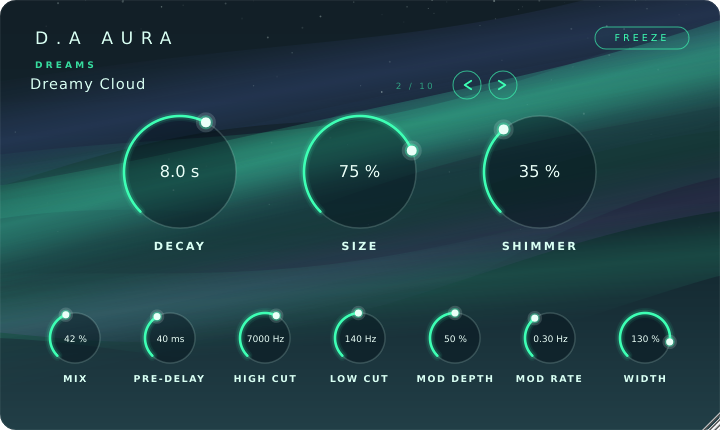 D.A AURA
FREEZE
DREAMS
Dreamy Cloud
2 / 10
< >
8.0 s
75 %
35 %
DECAY
SIZE
SHIMMER
42 %
40 ms
7000 Hz
140 Hz
50 %
0.30 Hz
130 %
MIX
PRE-DELAY
HIGH CUT
LOW CUT
MOD DEPTH
MOD RATE
WIDTH